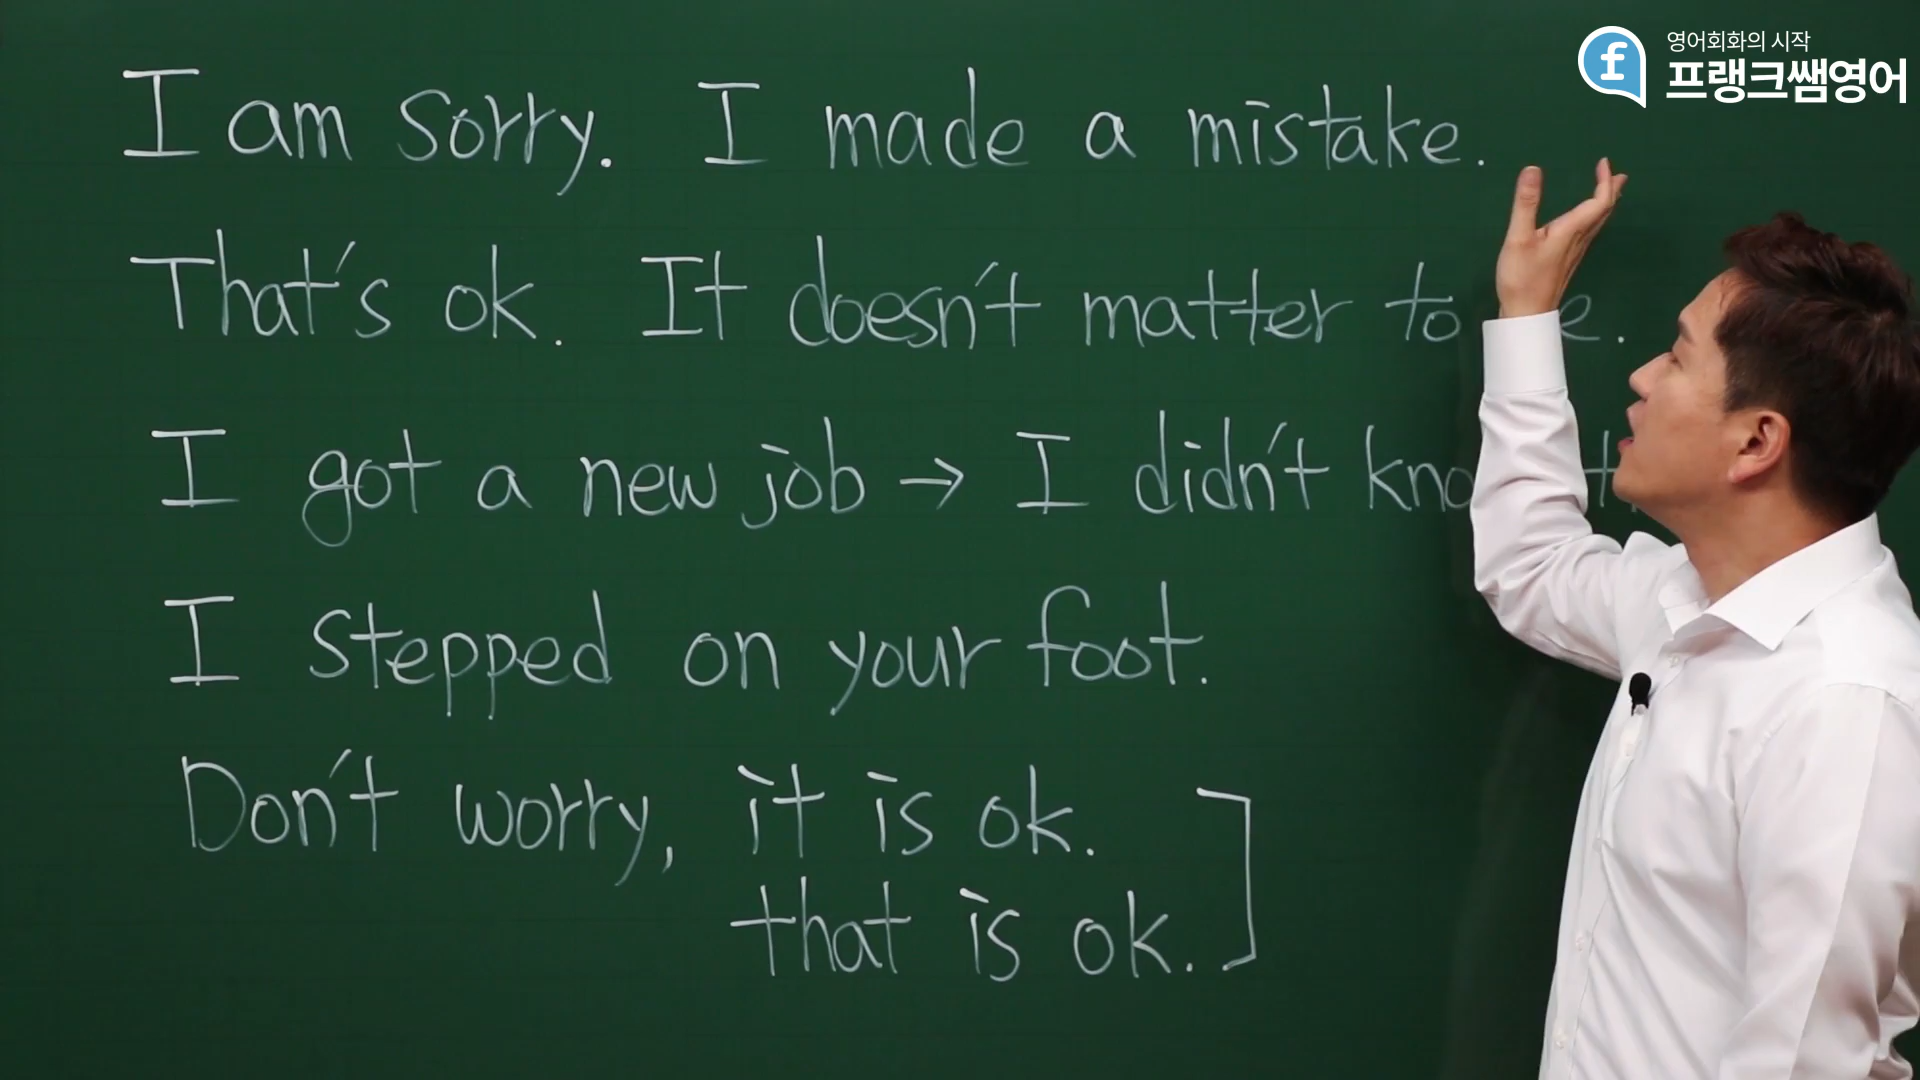 영어회화의 시작
프랭크쌤영어
I am sorry. I made a mistake.
That's ok. It doesn't matter to
I got a new job → I didn't
I stepped on your foot.
Don't worry, it is ok.
that is ok.